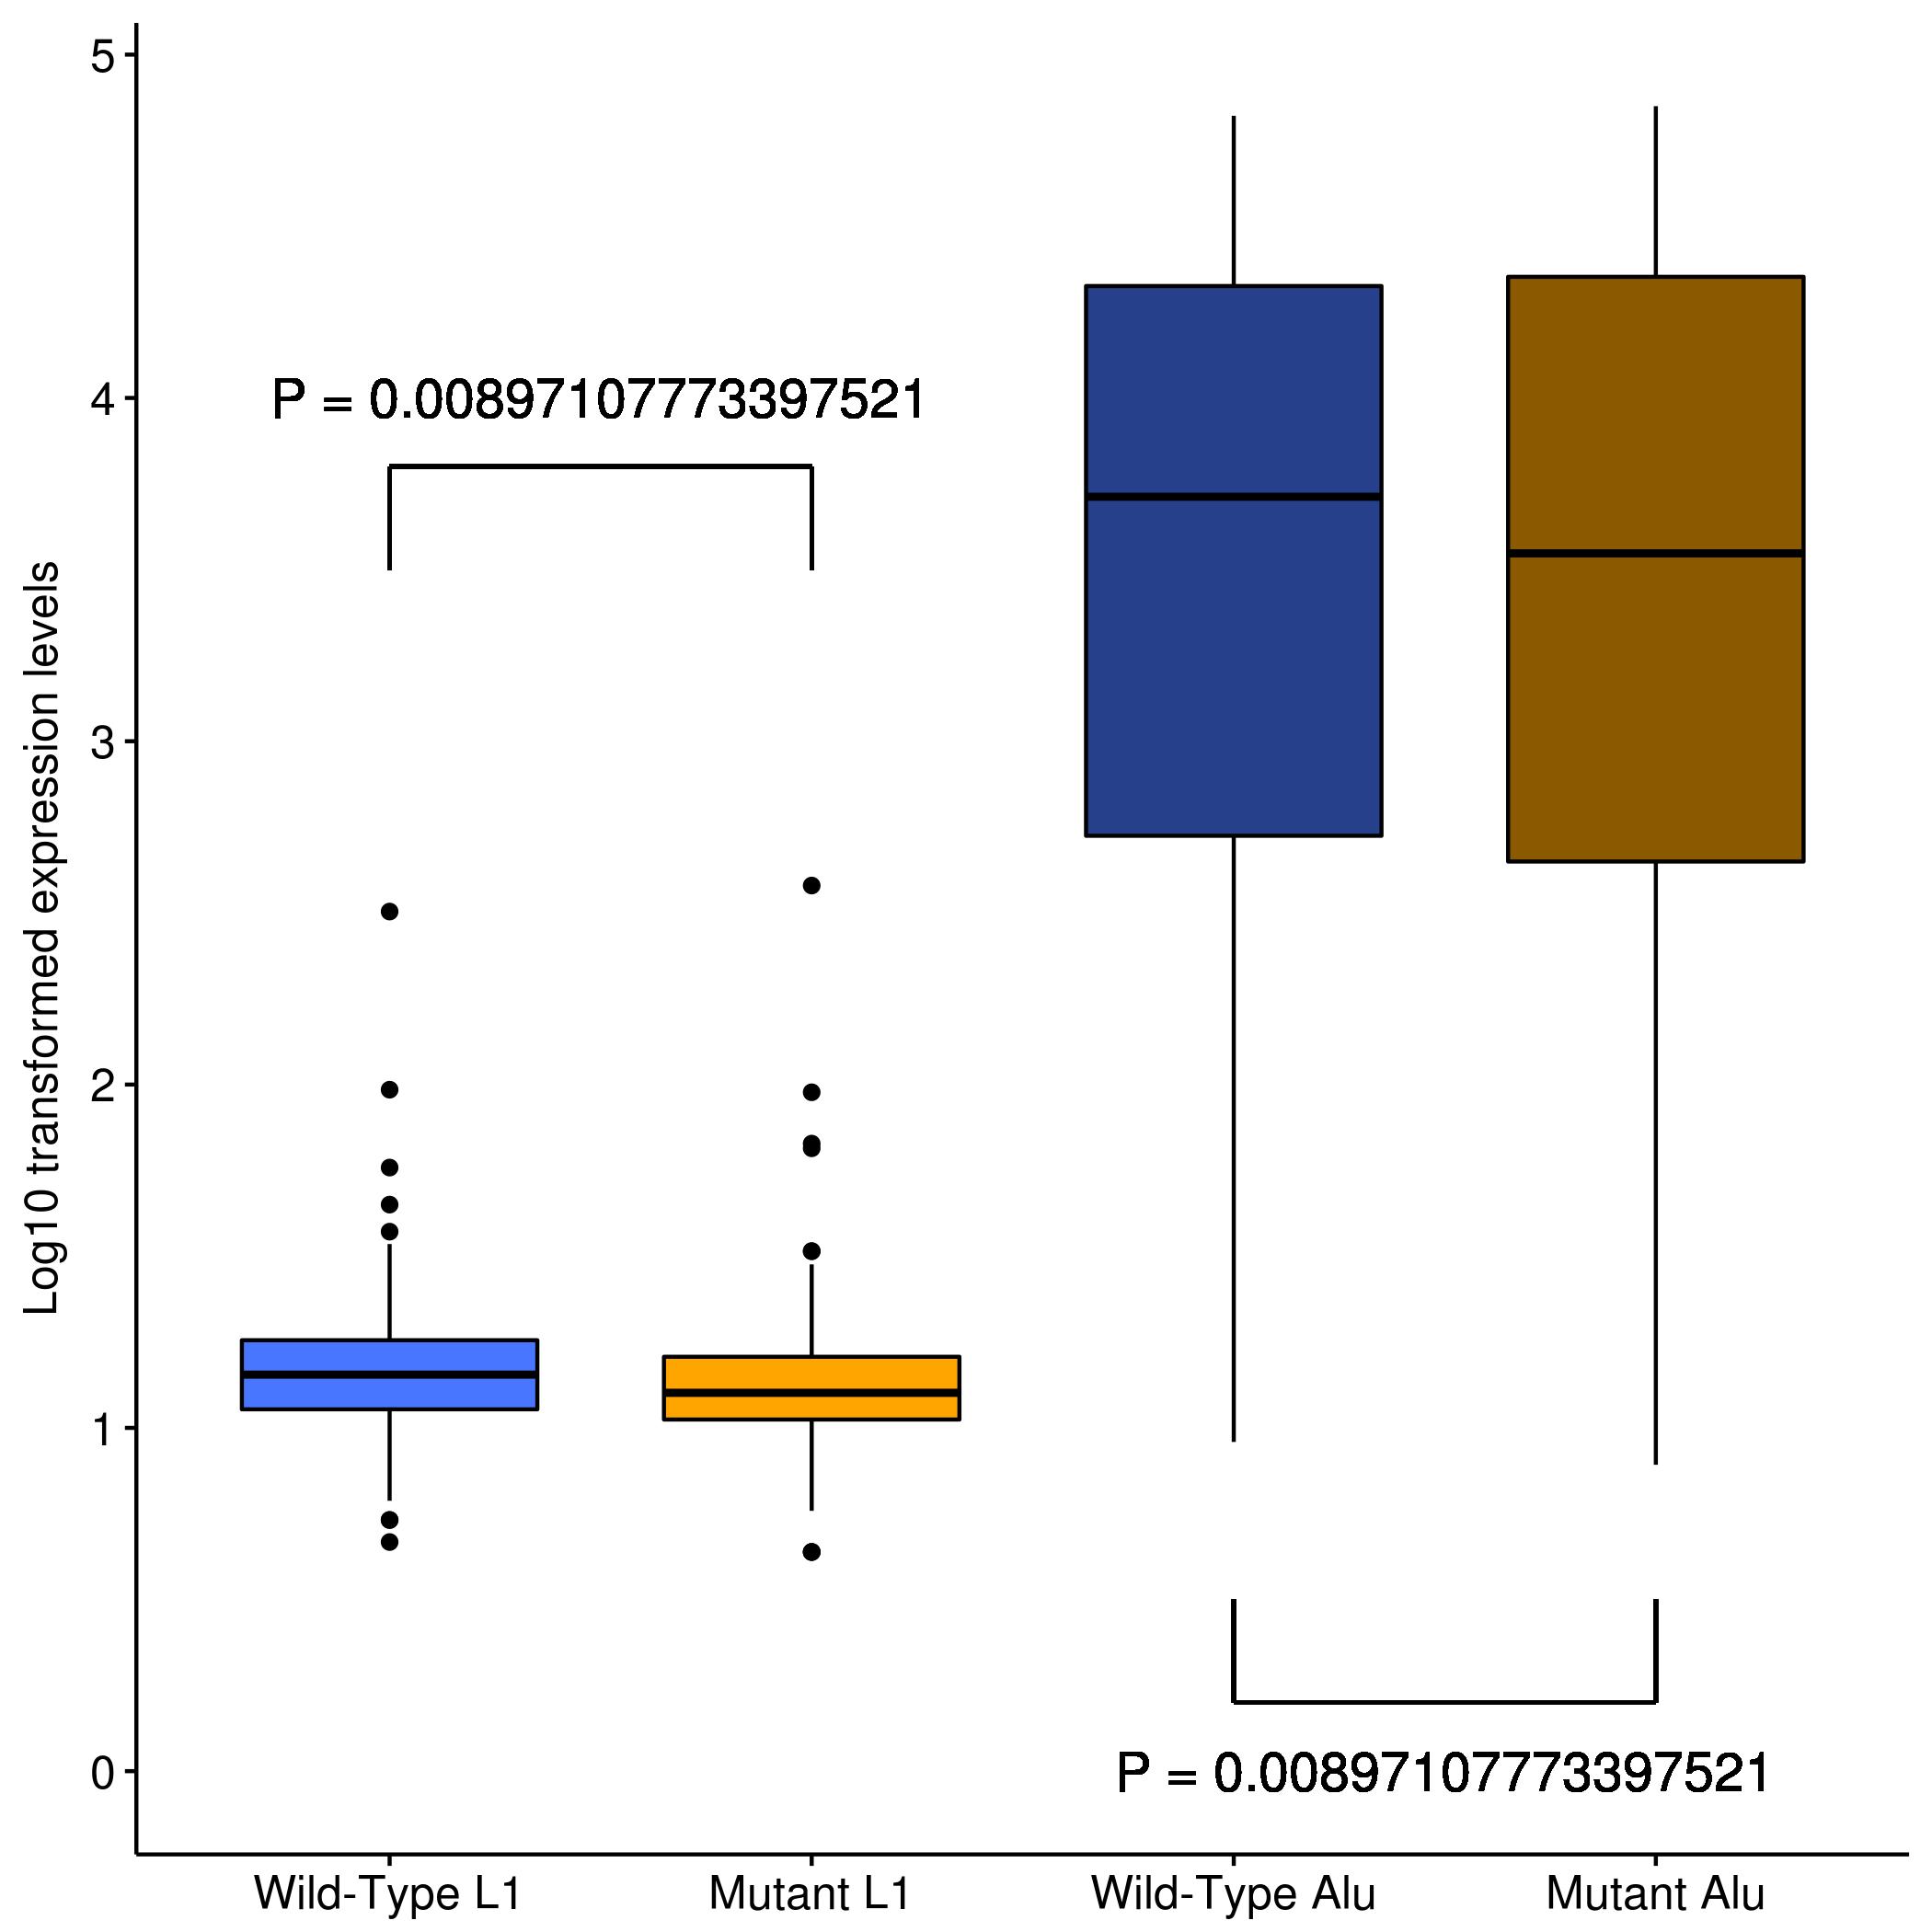 Log10 transformed expression levels
5
4
3
2
1
0
P = 0.00897107773397521
P = 0.00897107773397521
Wild-Type L1
Mutant L1
Wild-Type Alu
Mutant Alu